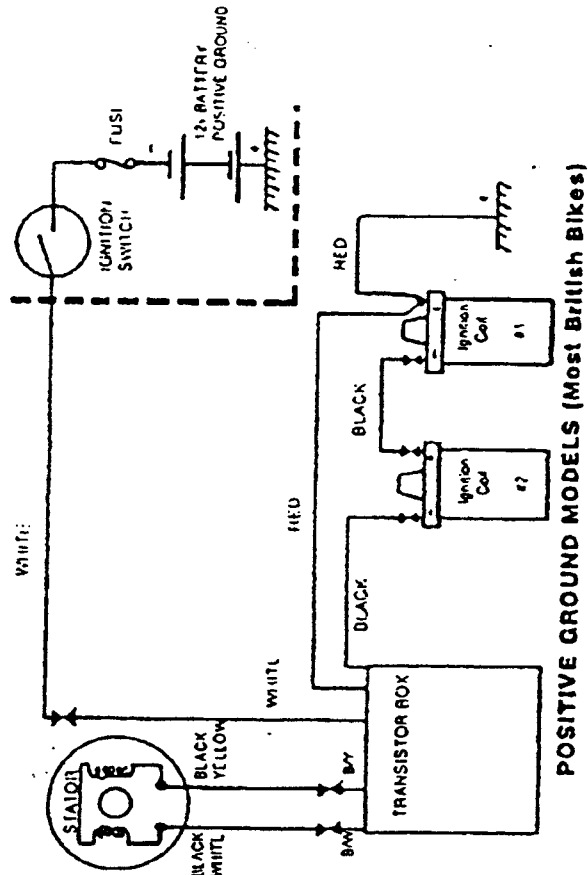 WHITE
IGNITION
SWITCH
FUSE
-
12v BATTERY
POSITIVE GROUND
+
STATOR
BLACK
YELLOW
BLACK
WHITE
WHITE
RED
RED
B/Y
B/W
BLACK
BLACK
TRANSISTOR BOX
Ignition
Coil
#2
Ignition
Coil
#1
POSITIVE GROUND MODELS (Most British Bikes)